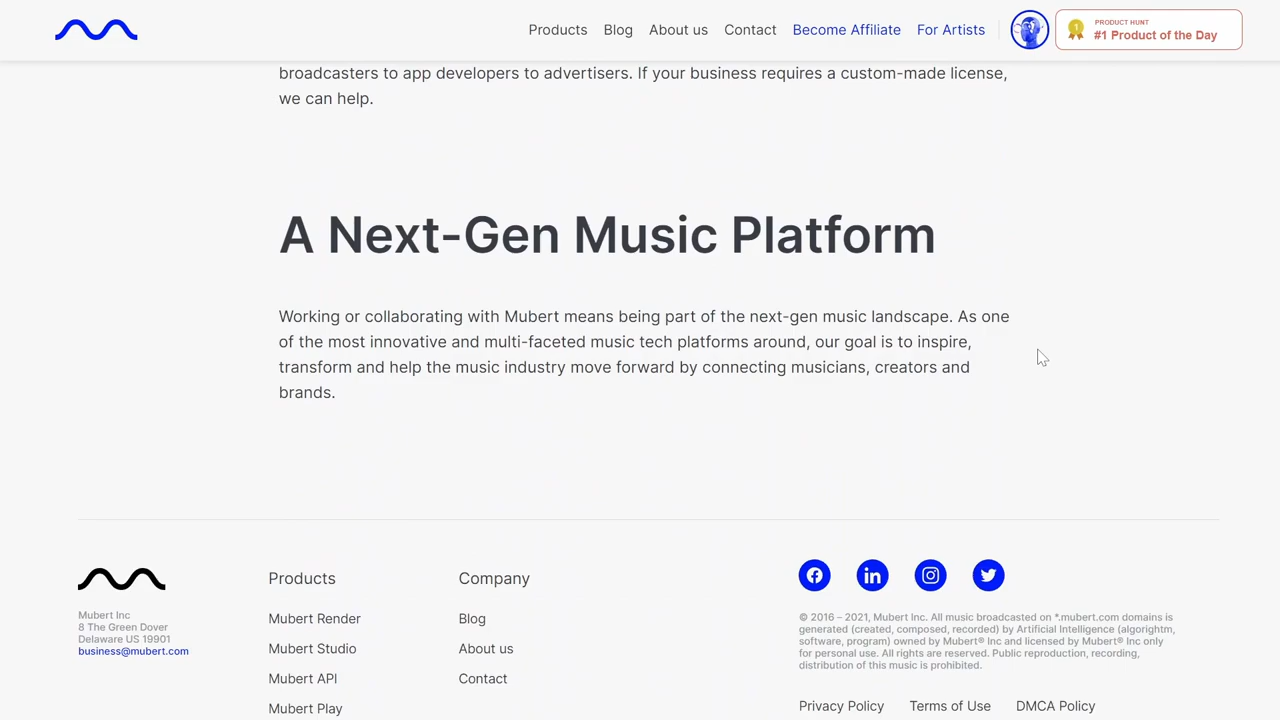 Products Blog About us Contact Become Affiliate For Artists
1
PRODUCT HUNT
#1 Product of the Day
broadcasters to app developers to advertisers. If your business requires a custom-made license,
we can help.
A Next-Gen Music Platform
Working or collaborating with Mubert means being part of the next-gen music landscape. As one
of the most innovative and multi-faceted music tech platforms around, our goal is to inspire,
transform and help the music industry move forward by connecting musicians, creators and
brands.
Mubert Inc
8 The Green Dover
Delaware US 19901
business@mubert.com
Products
Mubert Render
Mubert Studio
Mubert API
Mubert Play
Company
Blog
About us
Contact
© 2016 – 2021, Mubert Inc. All music broadcasted on *.mubert.com domains is
generated (created, composed, recorded) by Artificial Intelligence (algorightm,
software, program) owned by Mubert® Inc and licensed by Mubert® Inc only
for personal use. All rights are reserved. Public reproduction, recording,
distribution of this music is prohibited.
Privacy Policy Terms of Use DMCA Policy